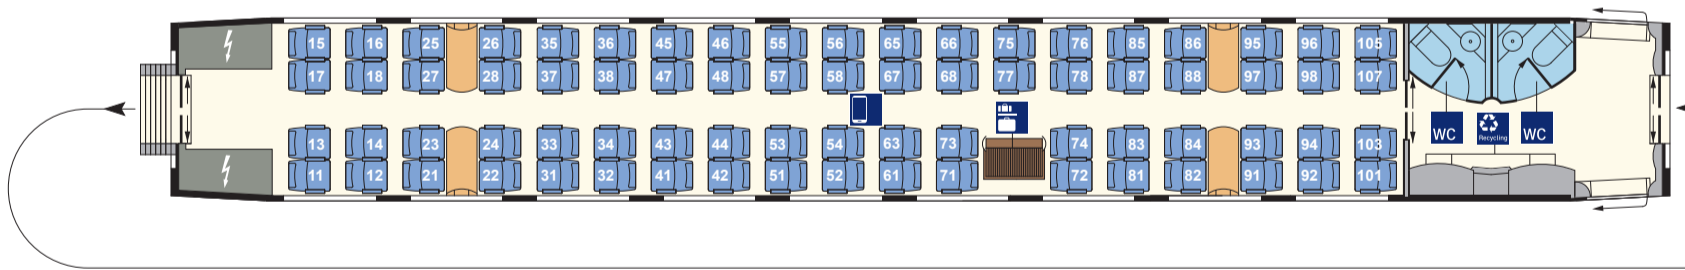 15 16 25 26 35 36 45 46 55 56 65 66 75 76 85 86 95 96 105
17 18 27 28 37 38 47 48 57 58 67 68 77 78 87 88 97 98 107
WC Recycling WC
13 14 23 24 33 34 43 44 53 54 63 73 74 83 84 93 94 103
11 12 21 22 31 32 41 42 51 52 61 71 72 81 82 91 92 101